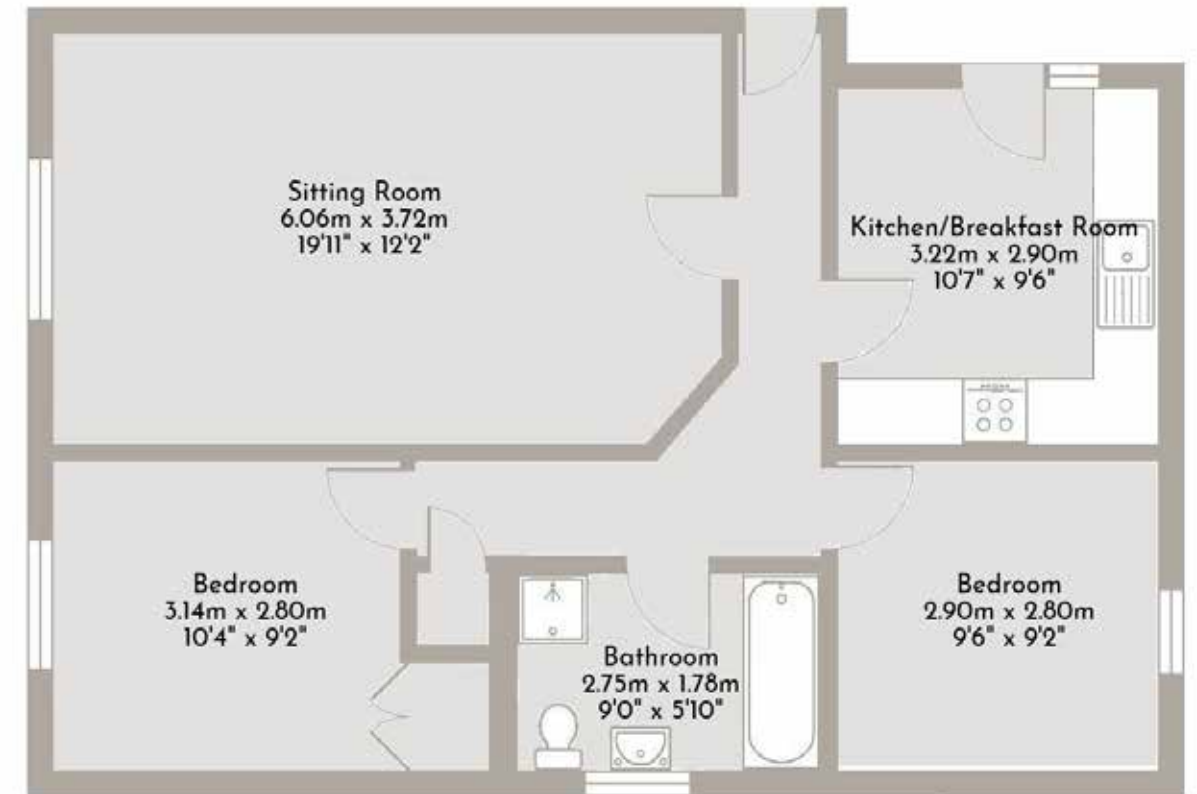 Sitting Room
6.06m x 3.72m
19'11" x 12'2"
Kitchen/Breakfast Room
3.22m x 2.90m
10'7" x 9'6"
Bedroom
3.14m x 2.80m
10'4" x 9'2"
Bathroom
2.75m x 1.78m
9'0" x 5'10"
Bedroom
2.90m x 2.80m
9'6" x 9'2"